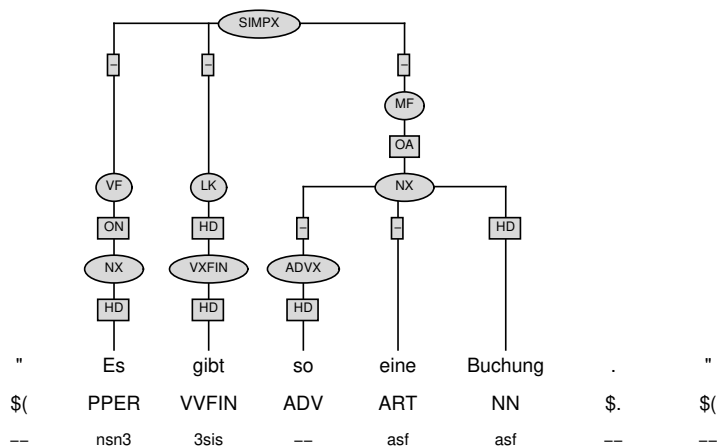 SIMPX
– – –
MF
OA
VF LK NX
ON HD – – HD
NX VXFIN ADVX
HD HD HD
" Es gibt so eine Buchung . "
$( PPER VVFIN ADV ART NN $. $(
–– nsn3 3sis –– asf asf –– ––